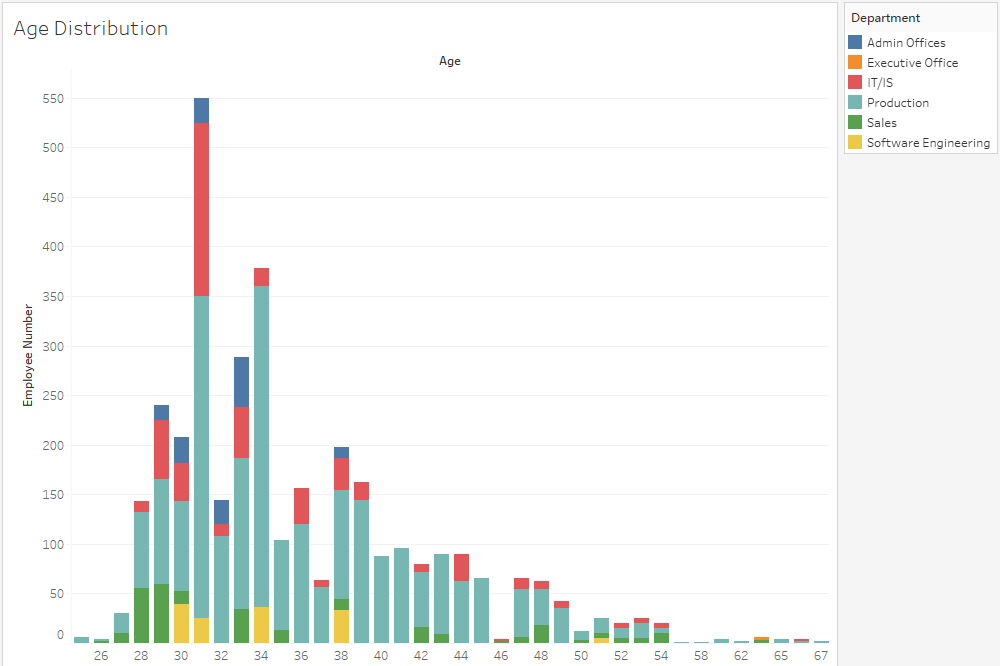 Age Distribution
Age
Employee Number
550
500
450
400
350
300
250
200
150
100
50
0
26 28 30 32 34 36 38 40 42 44 46 48 50 52 54 58 62 65 67
Department
Admin Offices
Executive Office
IT/IS
Production
Sales
Software Engineering